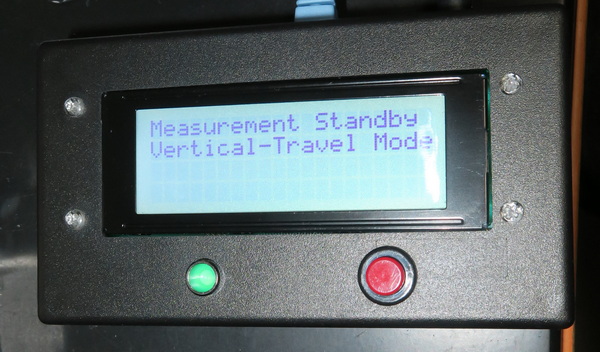 Measurement Standby
Vertical-Travel Mode